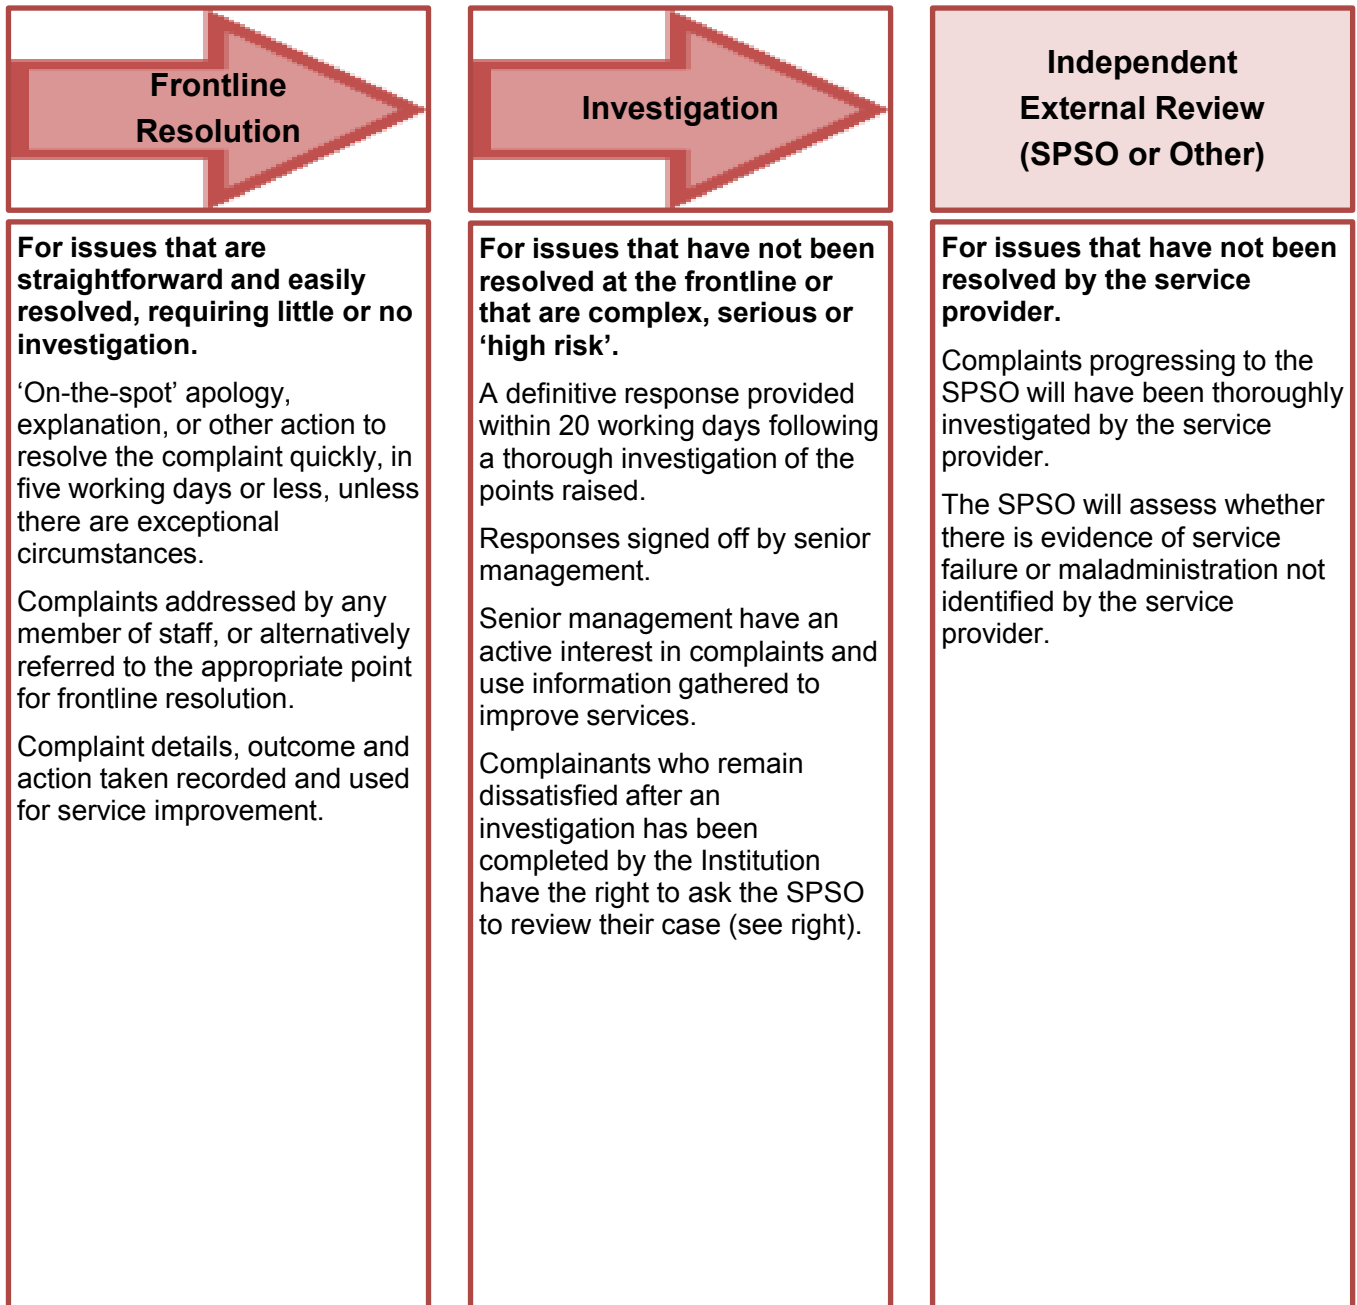 Frontline
Resolution
Investigation
Independent
External Review
(SPSO or Other)
For issues that are
straightforward and easily
resolved, requiring little or no
investigation.
‘On-the-spot’ apology,
explanation, or other action to
resolve the complaint quickly, in
five working days or less, unless
there are exceptional
circumstances.
Complaints addressed by any
member of staff, or alternatively
referred to the appropriate point
for frontline resolution.
Complaint details, outcome and
action taken recorded and used
for service improvement.
For issues that have not been
resolved at the frontline or
that are complex, serious or
‘high risk’.
A definitive response provided
within 20 working days following
a thorough investigation of the
points raised.
Responses signed off by senior
management.
Senior management have an
active interest in complaints and
use information gathered to
improve services.
Complainants who remain
dissatisfied after an
investigation has been
completed by the Institution
have the right to ask the SPSO
to review their case (see right).
For issues that have not been
resolved by the service
provider.
Complaints progressing to the
SPSO will have been thoroughly
investigated by the service
provider.
The SPSO will assess whether
there is evidence of service
failure or maladministration not
identified by the service
provider.